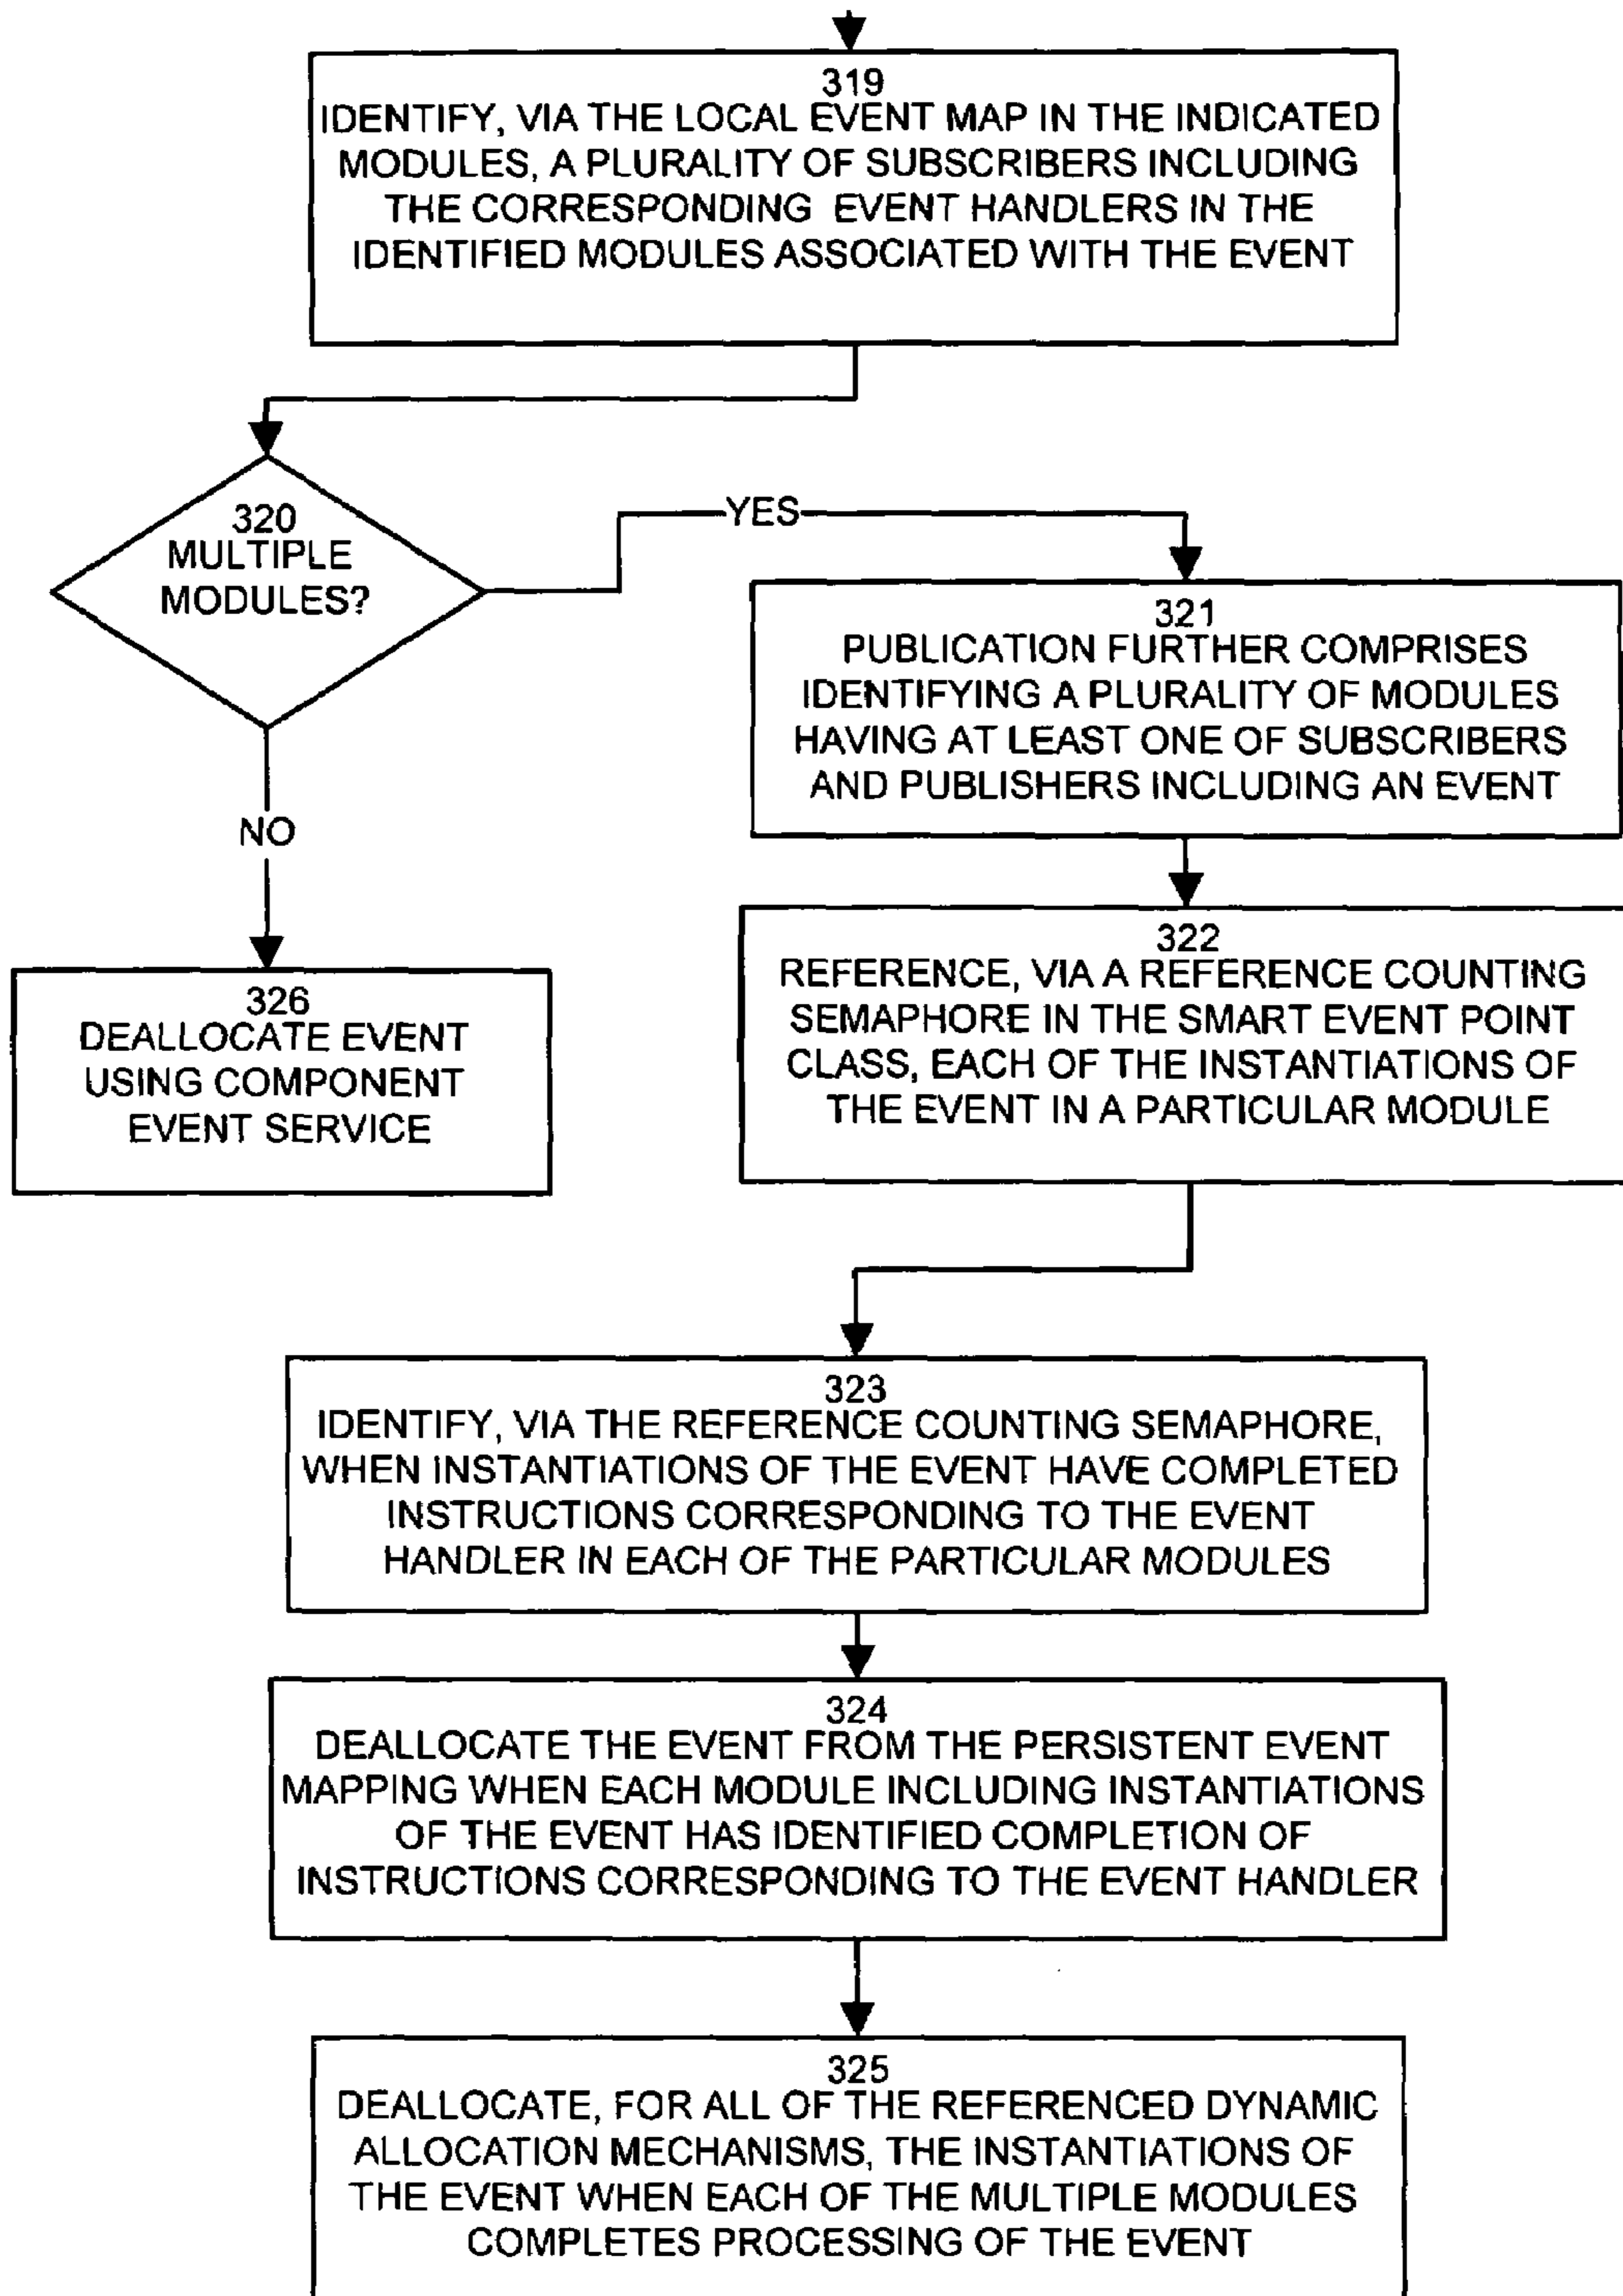 319
IDENTIFY, VIA THE LOCAL EVENT MAP IN THE INDICATED
MODULES, A PLURALITY OF SUBSCRIBERS INCLUDING
THE CORRESPONDING EVENT HANDLERS IN THE
IDENTIFIED MODULES ASSOCIATED WITH THE EVENT
320
MULTIPLE
MODULES?
YES
321
PUBLICATION FURTHER COMPRISES
IDENTIFYING A PLURALITY OF MODULES
HAVING AT LEAST ONE OF SUBSCRIBERS
AND PUBLISHERS INCLUDING AN EVENT
NO
322
REFERENCE, VIA A REFERENCE COUNTING
SEMAPHORE IN THE SMART EVENT POINT
CLASS, EACH OF THE INSTANTIATIONS OF
THE EVENT IN A PARTICULAR MODULE
326
DEALLOCATE EVENT
USING COMPONENT
EVENT SERVICE
323
IDENTIFY, VIA THE REFERENCE COUNTING SEMAPHORE,
WHEN INSTANTIATIONS OF THE EVENT HAVE COMPLETED
INSTRUCTIONS CORRESPONDING TO THE EVENT
HANDLER IN EACH OF THE PARTICULAR MODULES
324
DEALLOCATE THE EVENT FROM THE PERSISTENT EVENT
MAPPING WHEN EACH MODULE INCLUDING INSTANTIATIONS
OF THE EVENT HAS IDENTIFIED COMPLETION OF
INSTRUCTIONS CORRESPONDING TO THE EVENT HANDLER
325
DEALLOCATE, FOR ALL OF THE REFERENCED DYNAMIC
ALLOCATION MECHANISMS, THE INSTANTIATIONS OF
THE EVENT WHEN EACH OF THE MULTIPLE MODULES
COMPLETES PROCESSING OF THE EVENT